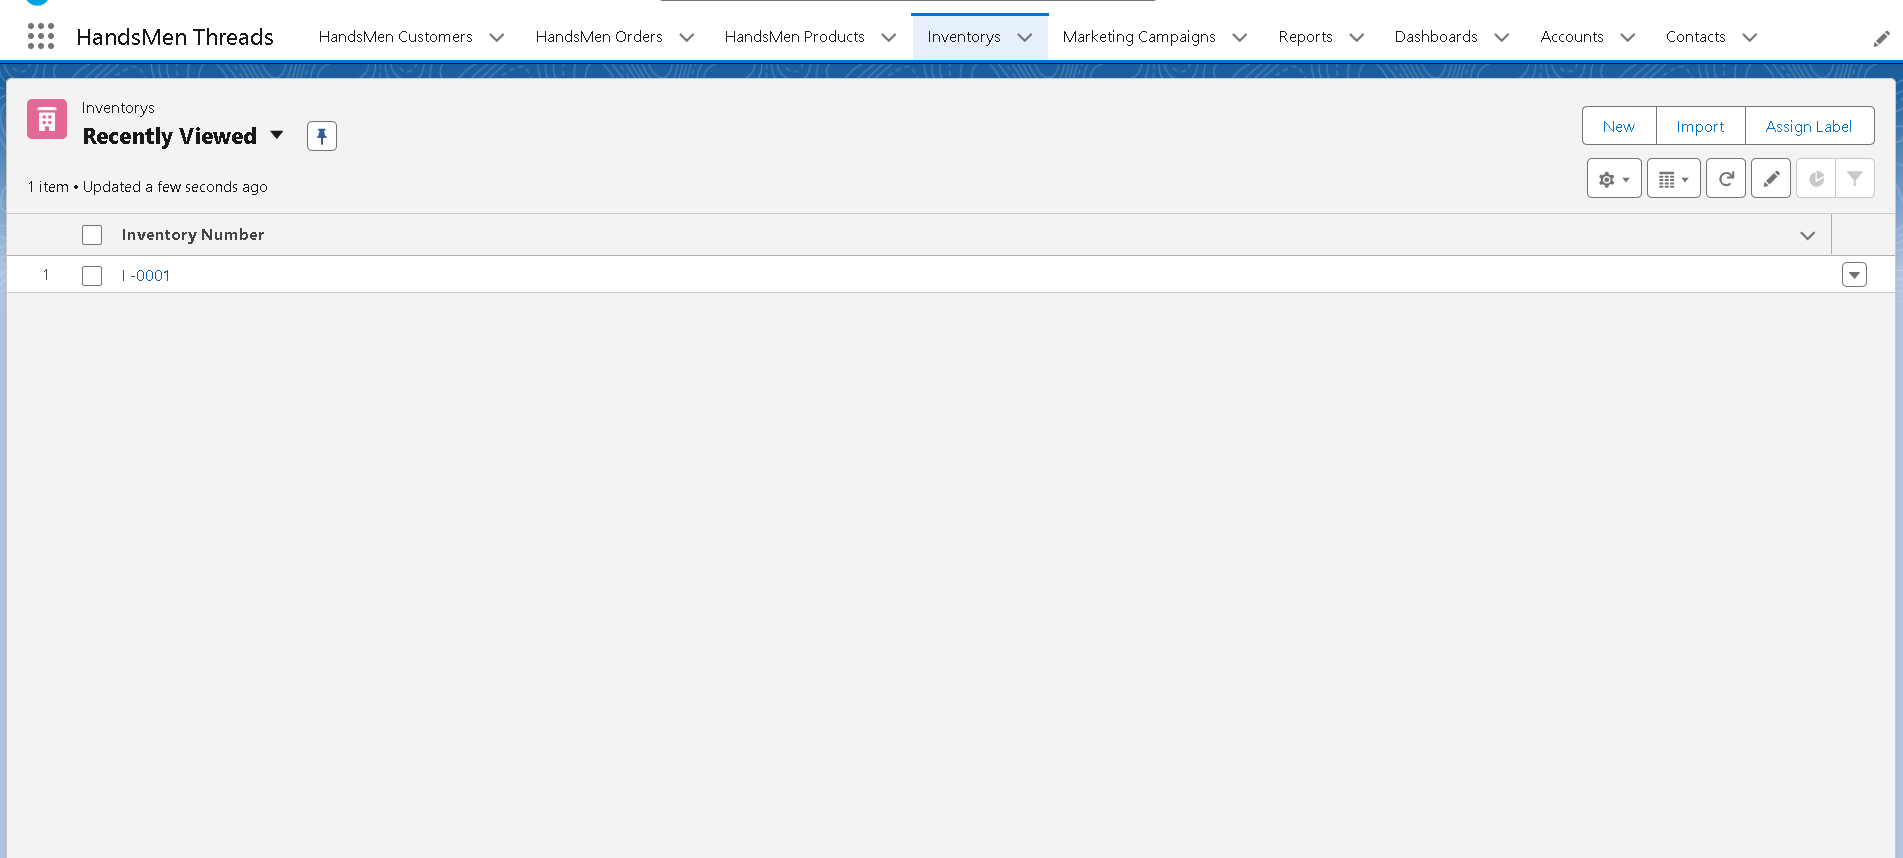 HandsMen Threads HandsMen Customers HandsMen Orders HandsMen Products Inventorys Marketing Campaigns Reports Dashboards Accounts Contacts
Inventorys
Recently Viewed
New Import Assign Label
1 item • Updated a few seconds ago
Inventory Number
1 I -0001